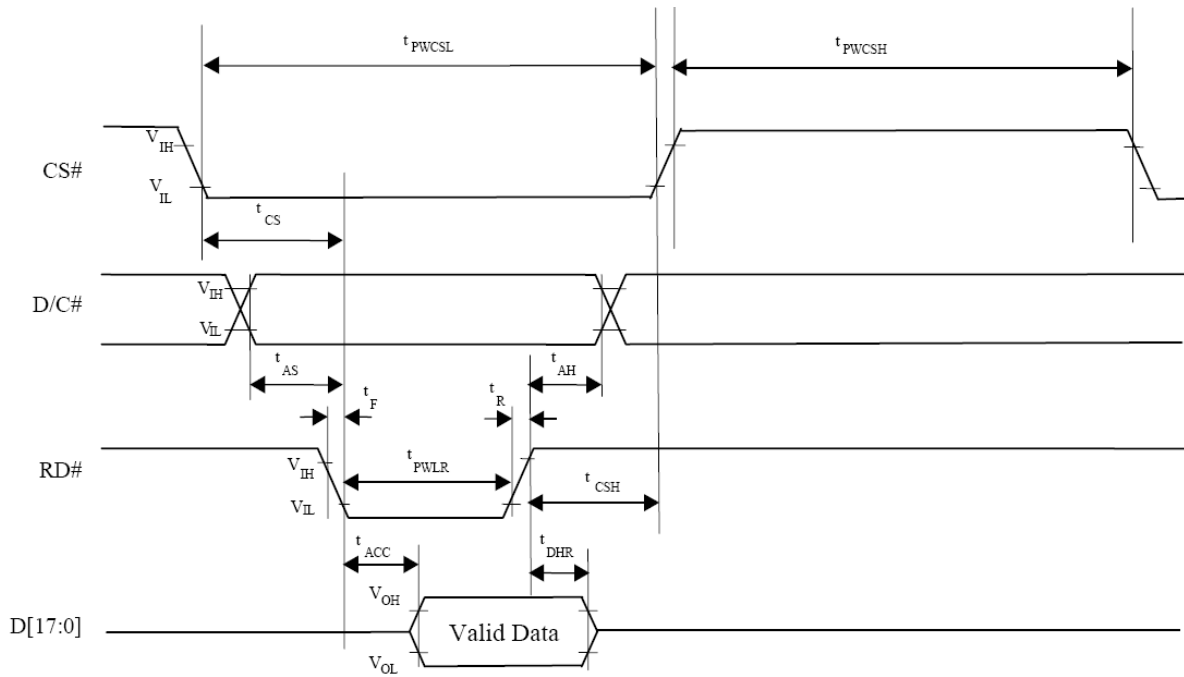 t PWCSL
t PWCSH
CS#
V IH
V IL
t CS
D/C#
V IH
V IL
t AS
t AH
t F
t R
RD#
V IH
t PWLR
V IL
t CSH
t ACC
t DHR
D[17:0]
V OH
Valid Data
V OL